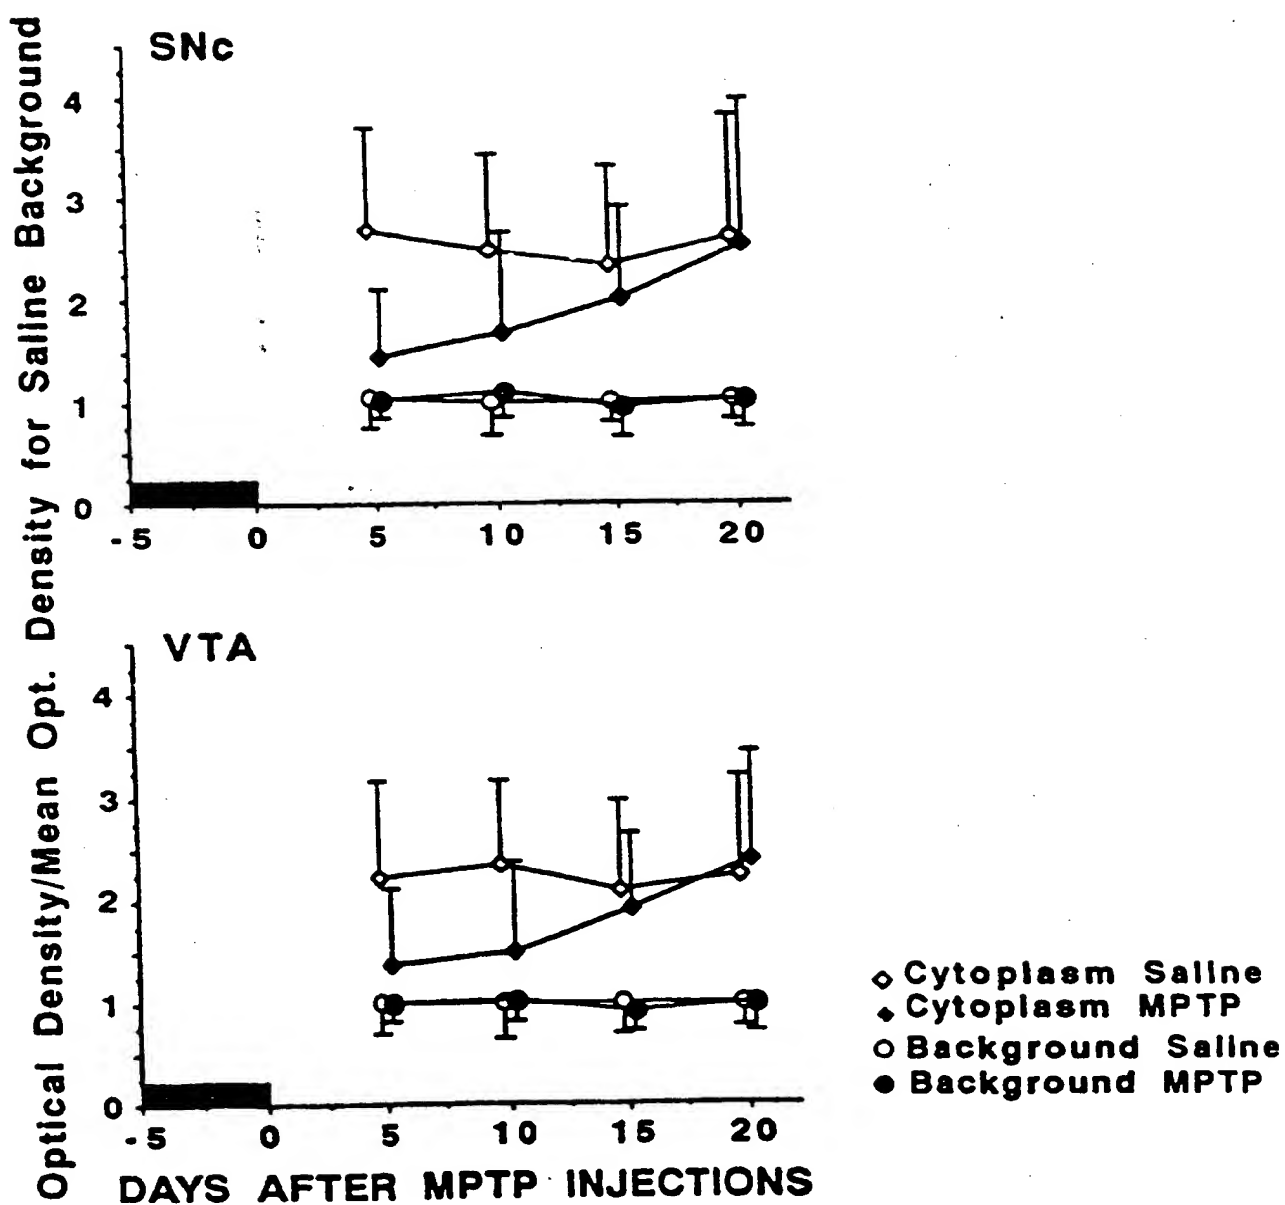 Optical Density/Mean Opt. Density for Saline Background
SNc
4
3
2
1
0
-5 0 5 10 15 20
VTA
4
3
2
1
0
-5 0 5 10 15 20
DAYS AFTER MPTP INJECTIONS
Cytoplasm Saline
Cytoplasm MPTP
Background Saline
Background MPTP